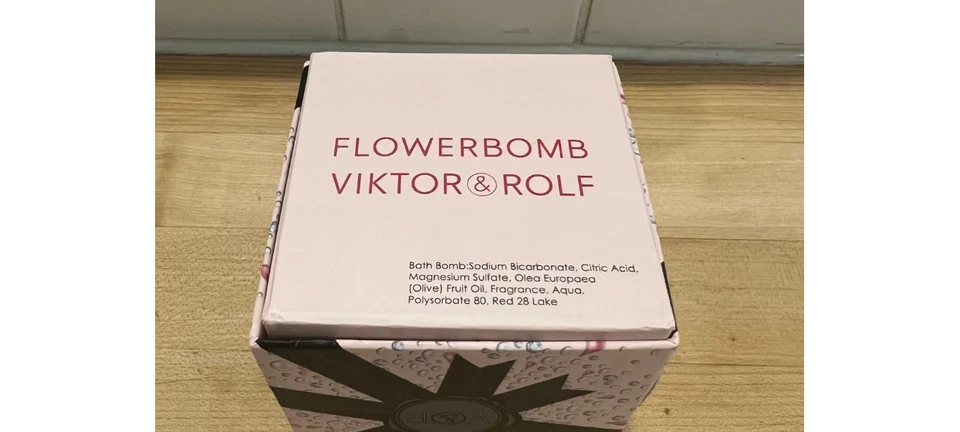 FLOWERBOMB
VIKTOR&ROLF
Bath Bomb:Sodium Bicarbonate, Citric Acid,
Magnesium Sulfate, Olea Europaea
(Olive) Fruit Oil, Fragrance, Aqua,
Polysorbate 80, Red 28 Lake